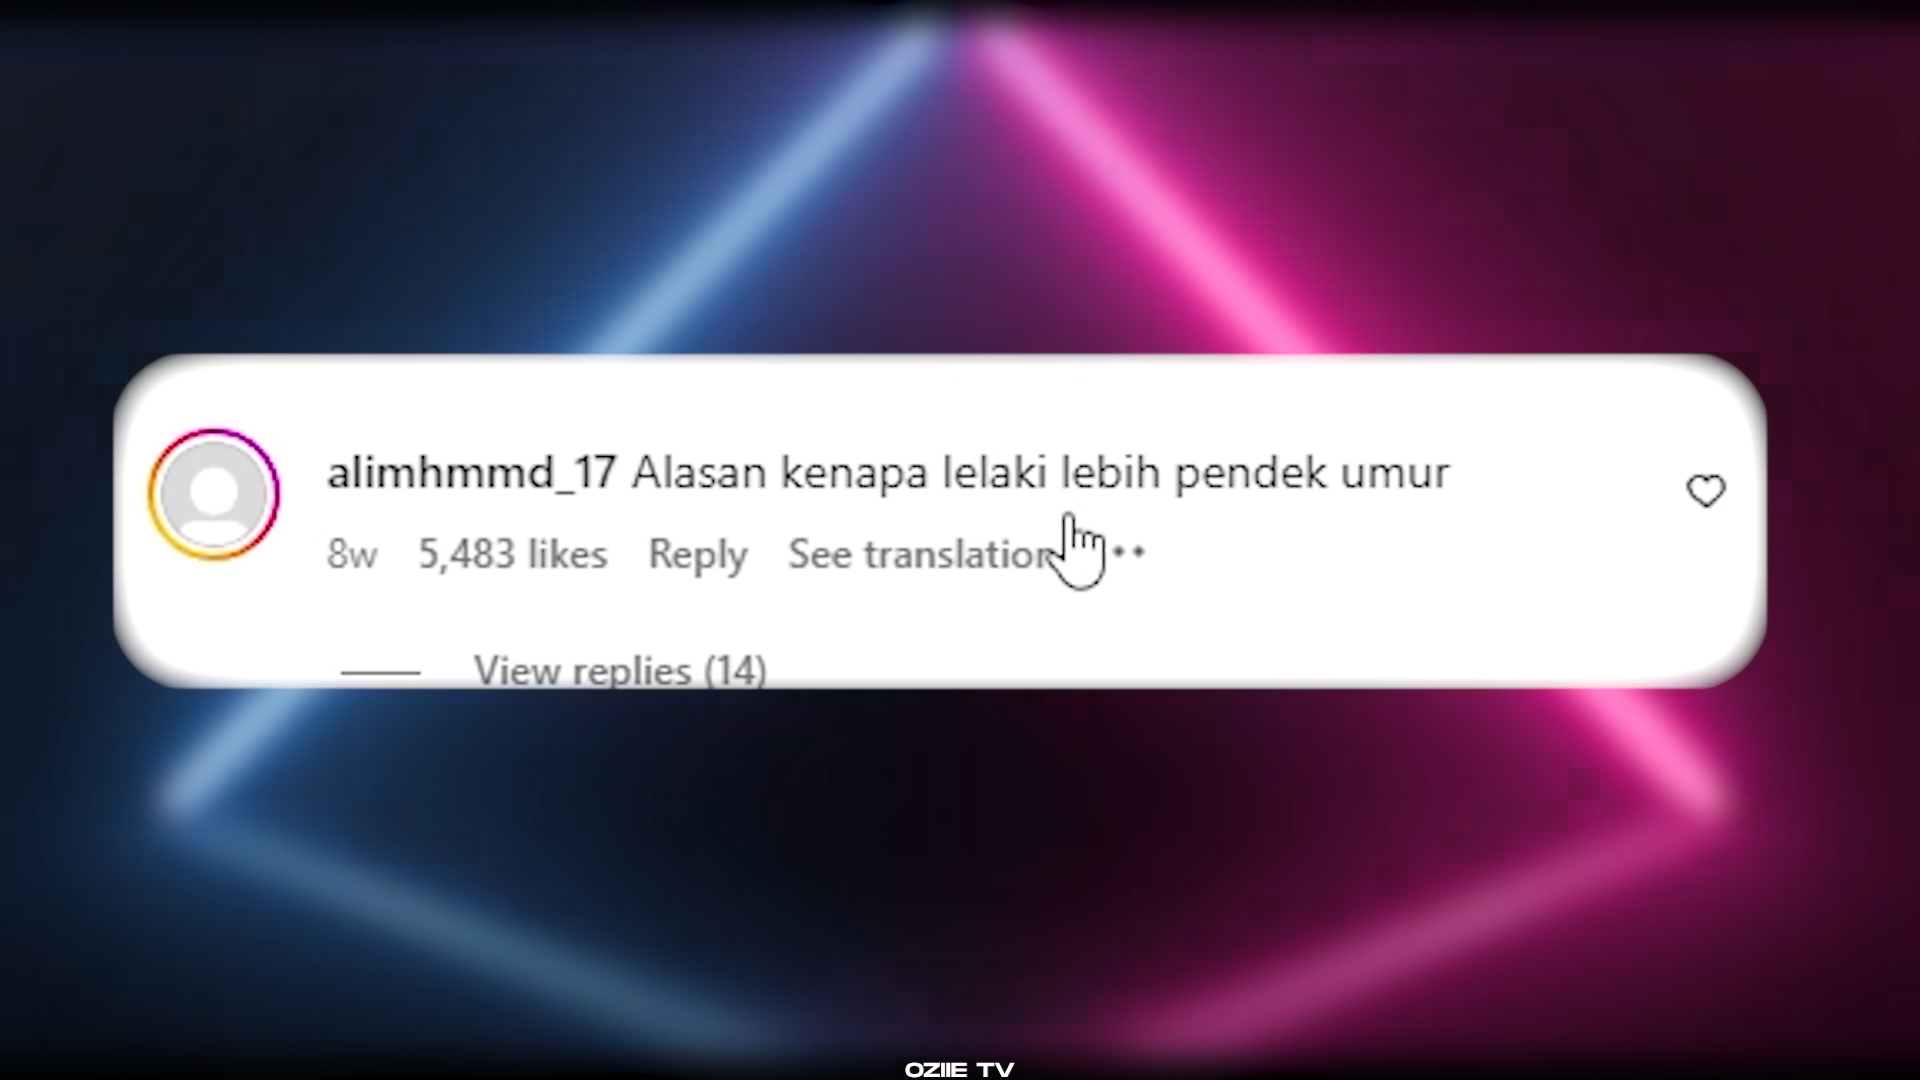 alimhmmd_17 Alasan kenapa lelaki lebih pendek umur
8w 5,483 likes Reply See translation
View replies (14)
OZIIE TV